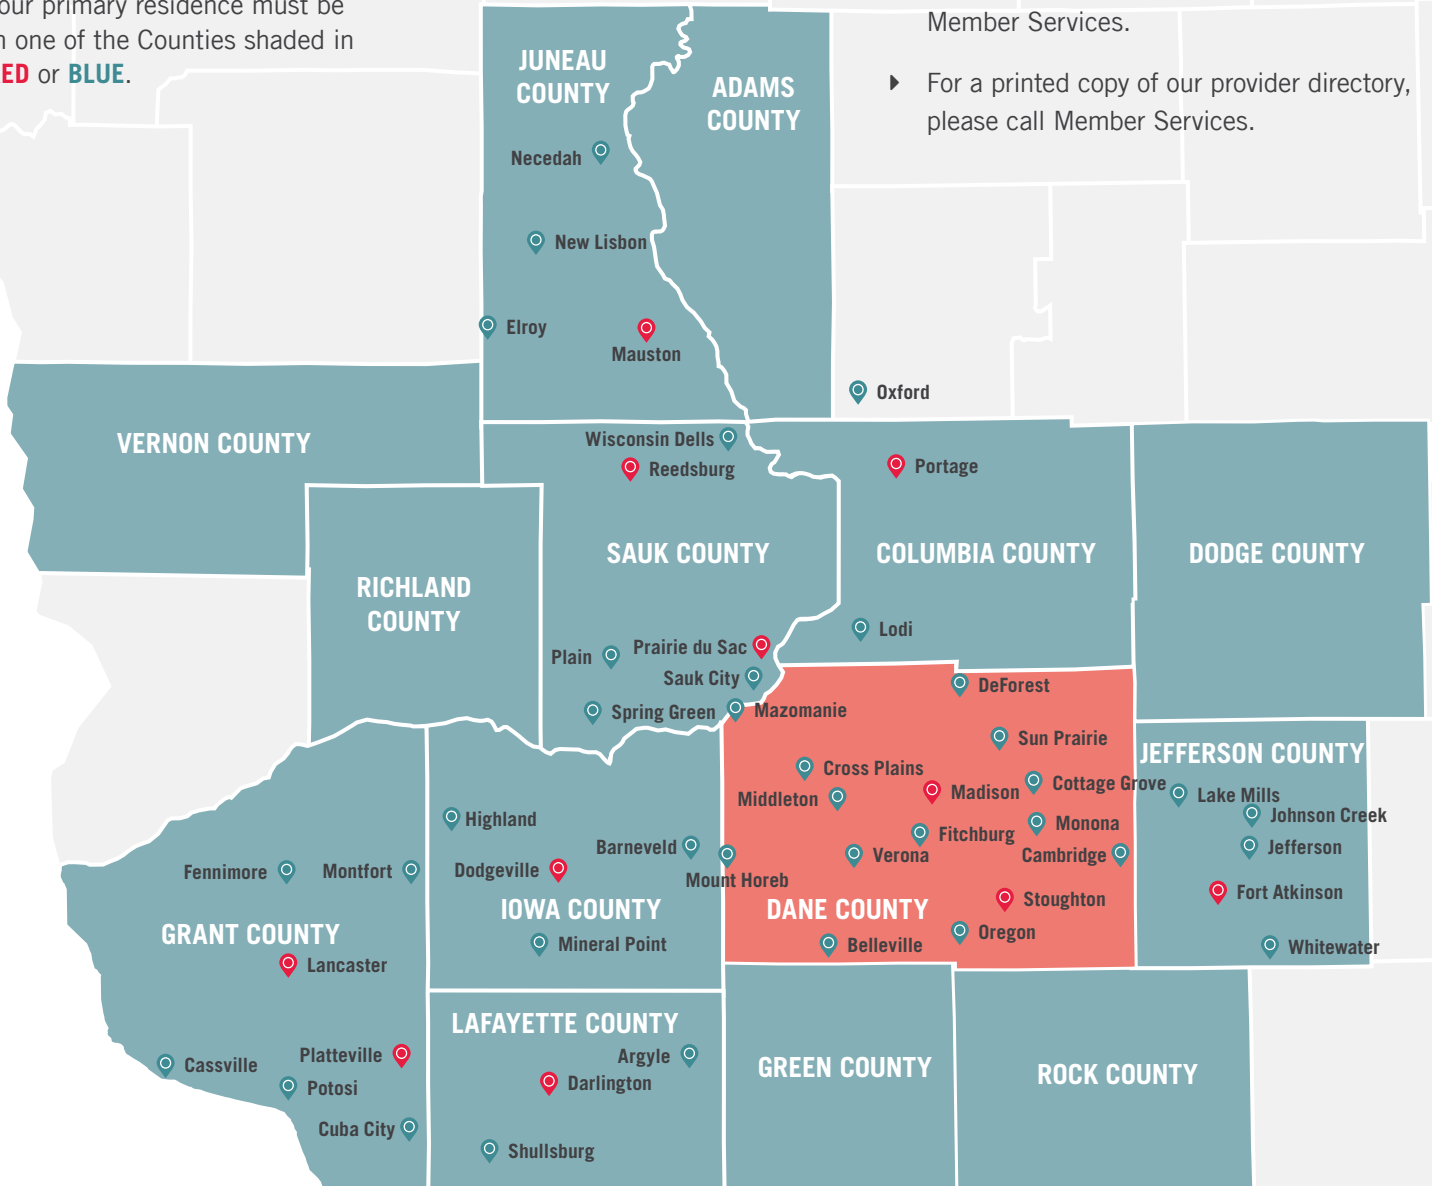 our primary residence must be
n one of the Counties shaded in
ED or BLUE.
Member Services.
For a printed copy of our provider directory,
please call Member Services.
JUNEAU
COUNTY
ADAMS
COUNTY
Necedah
New Lisbon
Elroy
Mauston
Oxford
VERNON COUNTY
Wisconsin Dells
Reedsburg
Portage
SAUK COUNTY
COLUMBIA COUNTY
DODGE COUNTY
RICHLAND
COUNTY
Lodi
Plain
Prairie du Sac
Sauk City
DeForest
Spring Green
Mazomanie
Sun Prairie
JEFFERSON COUNTY
Cross Plains
Cottage Grove
Middleton
Madison
Lake Mills
Johnson Creek
Highland
Monona
Fitchburg
Barneveld
Verona
Cambridge
Jefferson
Fennimore
Montfort
Dodgeville
Mount Horeb
Fort Atkinson
Stoughton
IOWA COUNTY
DANE COUNTY
GRANT COUNTY
Oregon
Mineral Point
Belleville
Whitewater
Lancaster
LAFAYETTE COUNTY
Platteville
Argyle
Cassville
GREEN COUNTY
ROCK COUNTY
Potosi
Darlington
Cuba City
Shullsburg